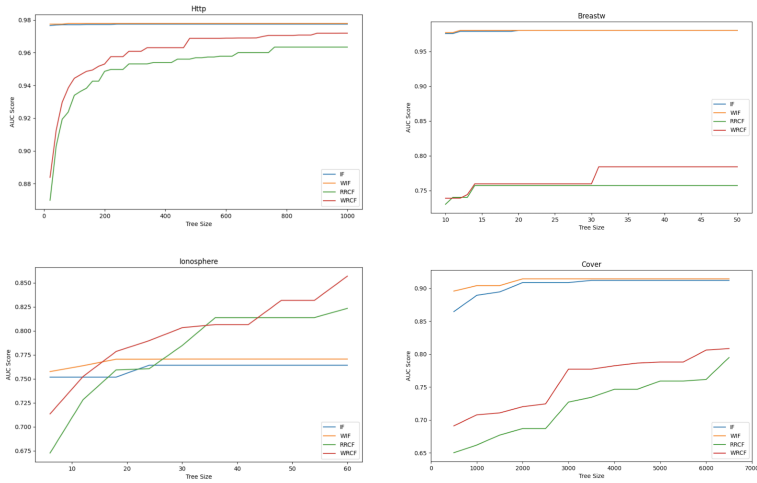 Http
AUC Score
0.98
0.96
0.94
0.92
0.90
0.88
0 200 400 600 800 1000
Tree Size
IF
WIF
RRCF
WRCF
Breastw
AUC Score
0.95
0.90
0.85
0.80
0.75
10 15 20 25 30 35 40 45 50
Tree Size
IF
WIF
RRCF
WRCF
Ionosphere
AUC Score
0.850
0.825
0.800
0.775
0.750
0.725
0.700
0.675
10 20 30 40 50 60
Tree Size
IF
WIF
RRCF
WRCF
Cover
AUC Score
0.90
0.85
0.80
0.75
0.70
0.65
0 1000 2000 3000 4000 5000 6000 7000
Tree Size
IF
WIF
RRCF
WRCF